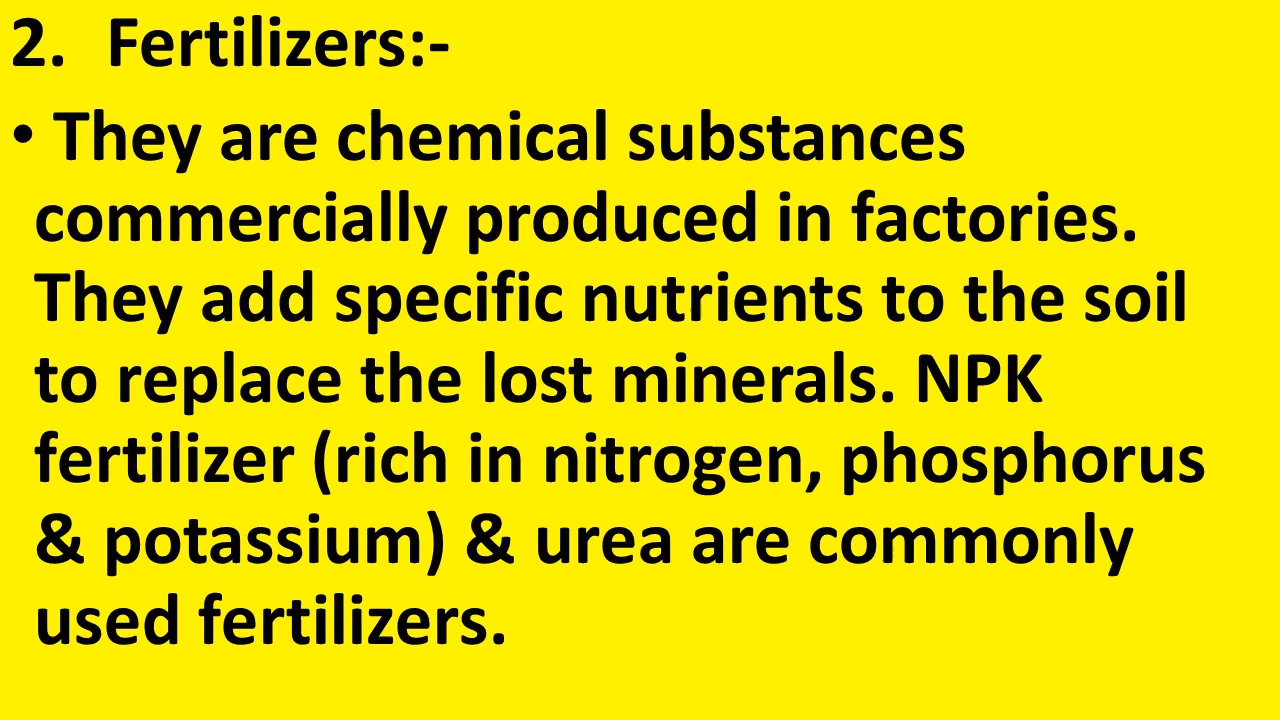 2. Fertilizers:-
• They are chemical substances
commercially produced in factories.
They add specific nutrients to the soil
to replace the lost minerals. NPK
fertilizer (rich in nitrogen, phosphorus
& potassium) & urea are commonly
used fertilizers.